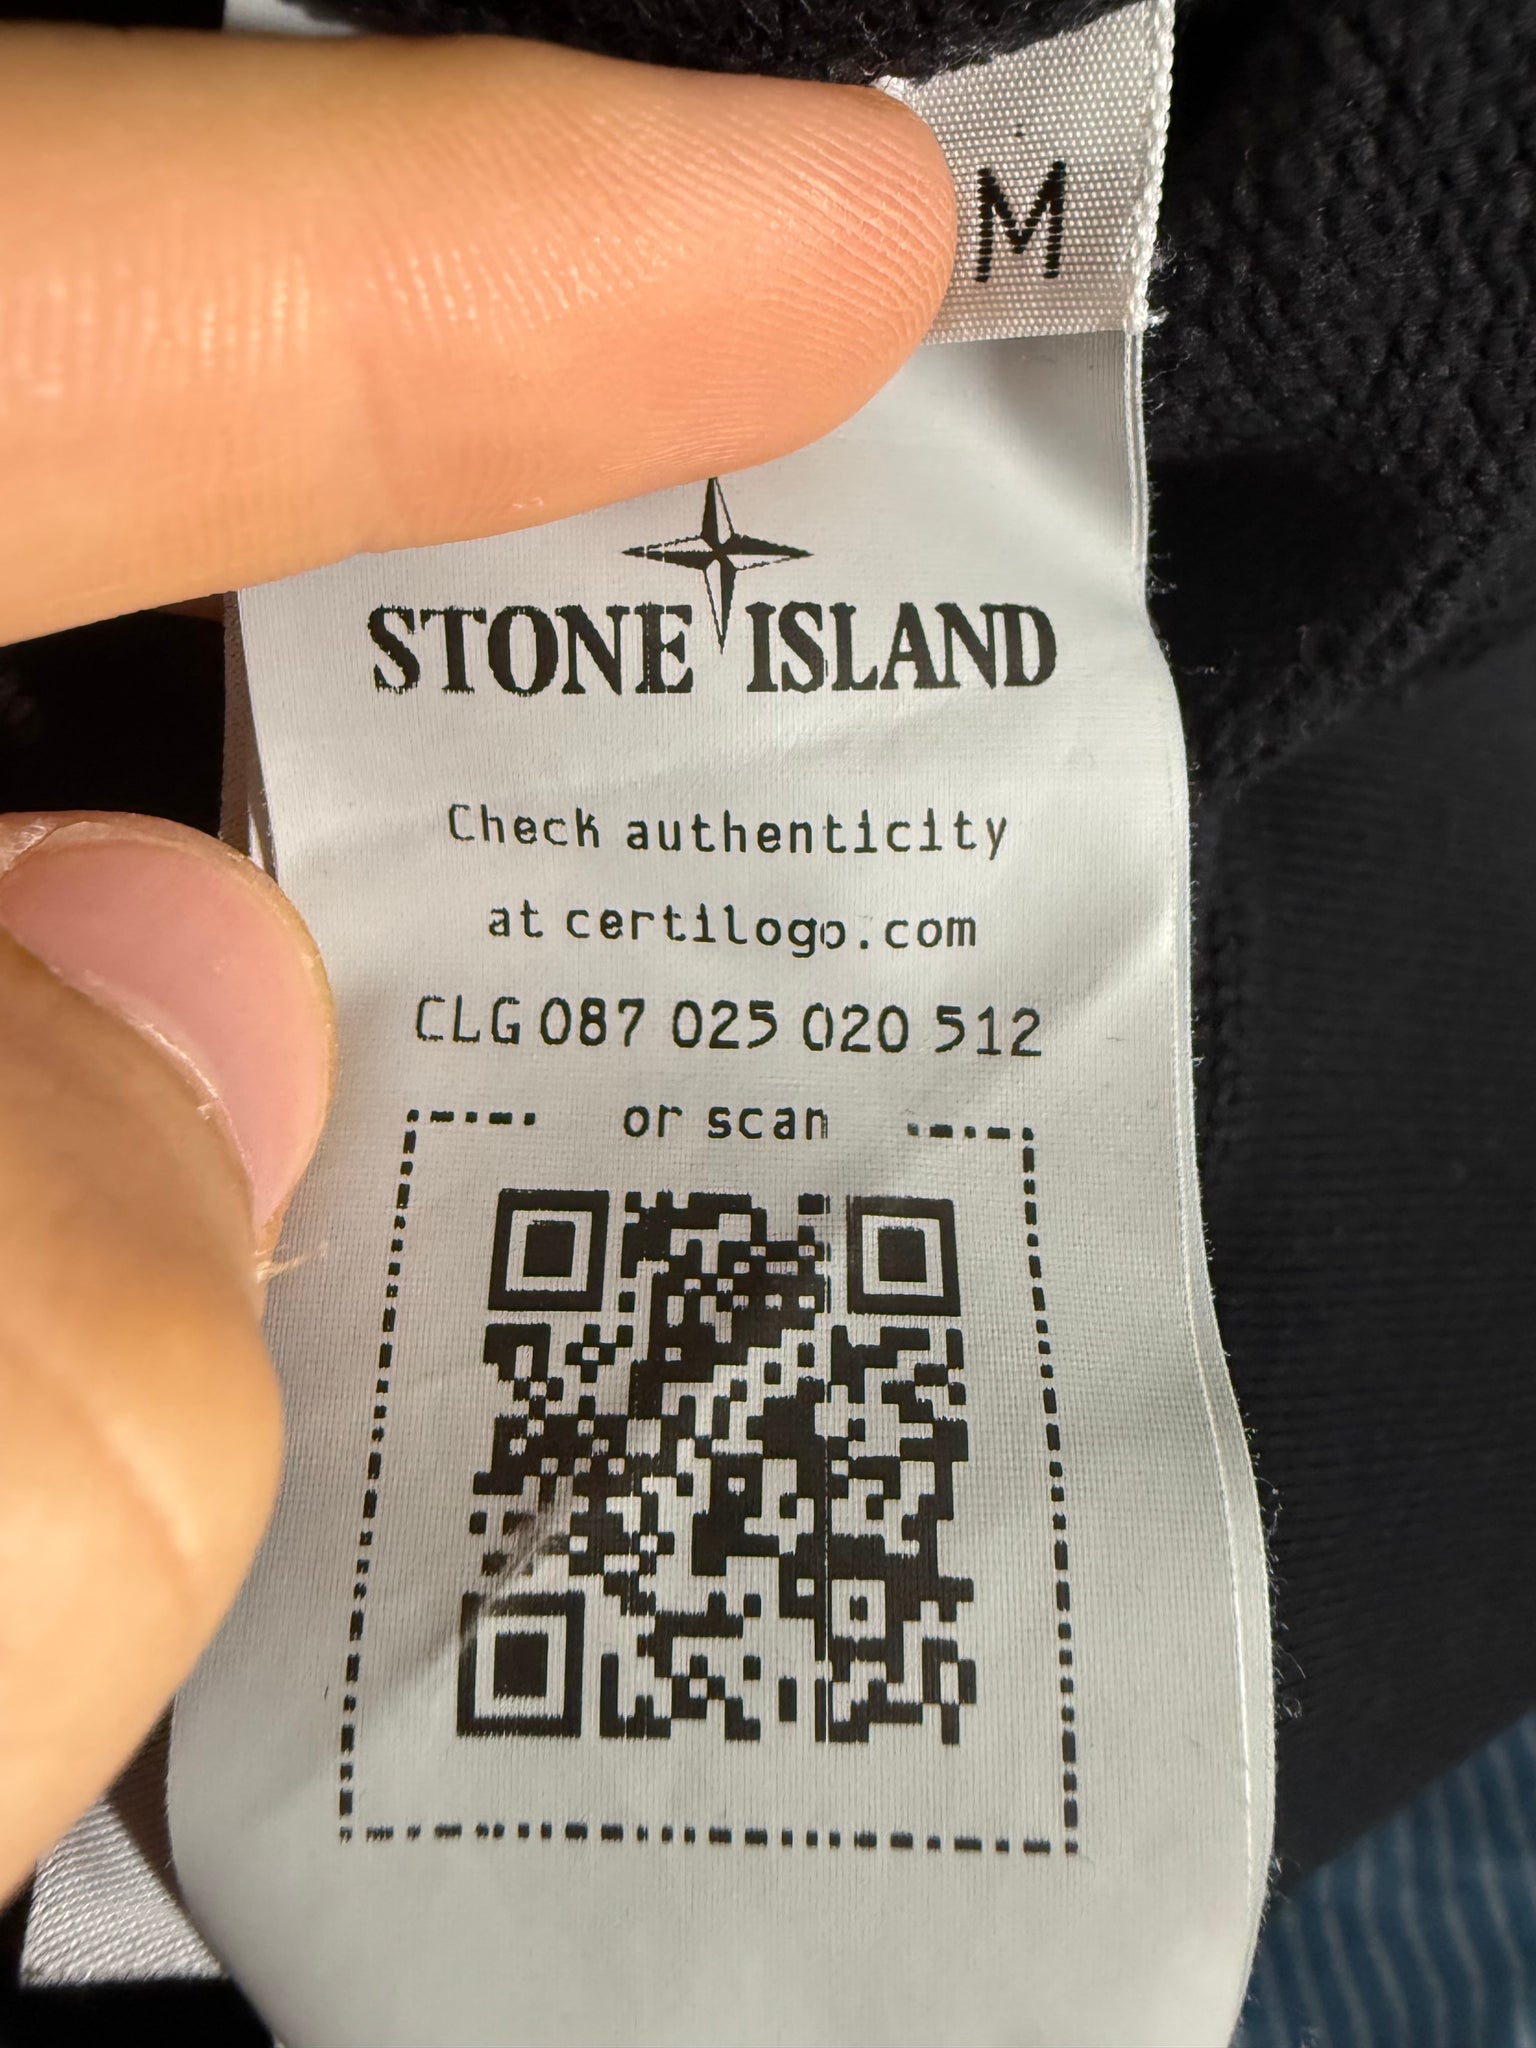 M
STONE ISLAND
Check authenticity
at certilogo.com
CLG 087 025 020 512
or scan